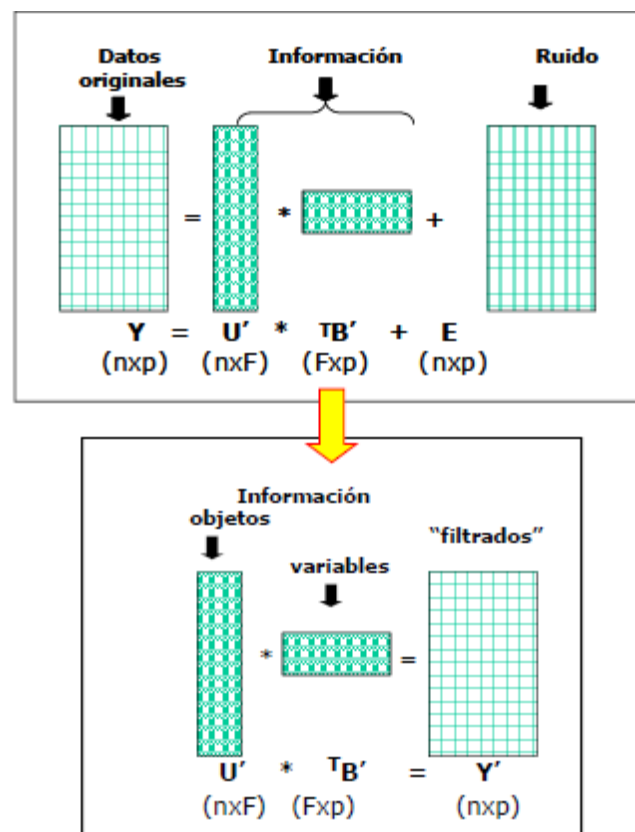 Datos originales
Información
Ruido
= * +
Y = U’ * ᵀB’ + E
(nxp) (nxF) (Fxp) (nxp)
Información
objetos
variables
“filtrados”
* =
U’ * ᵀB’ = Y’
(nxF) (Fxp) (nxp)